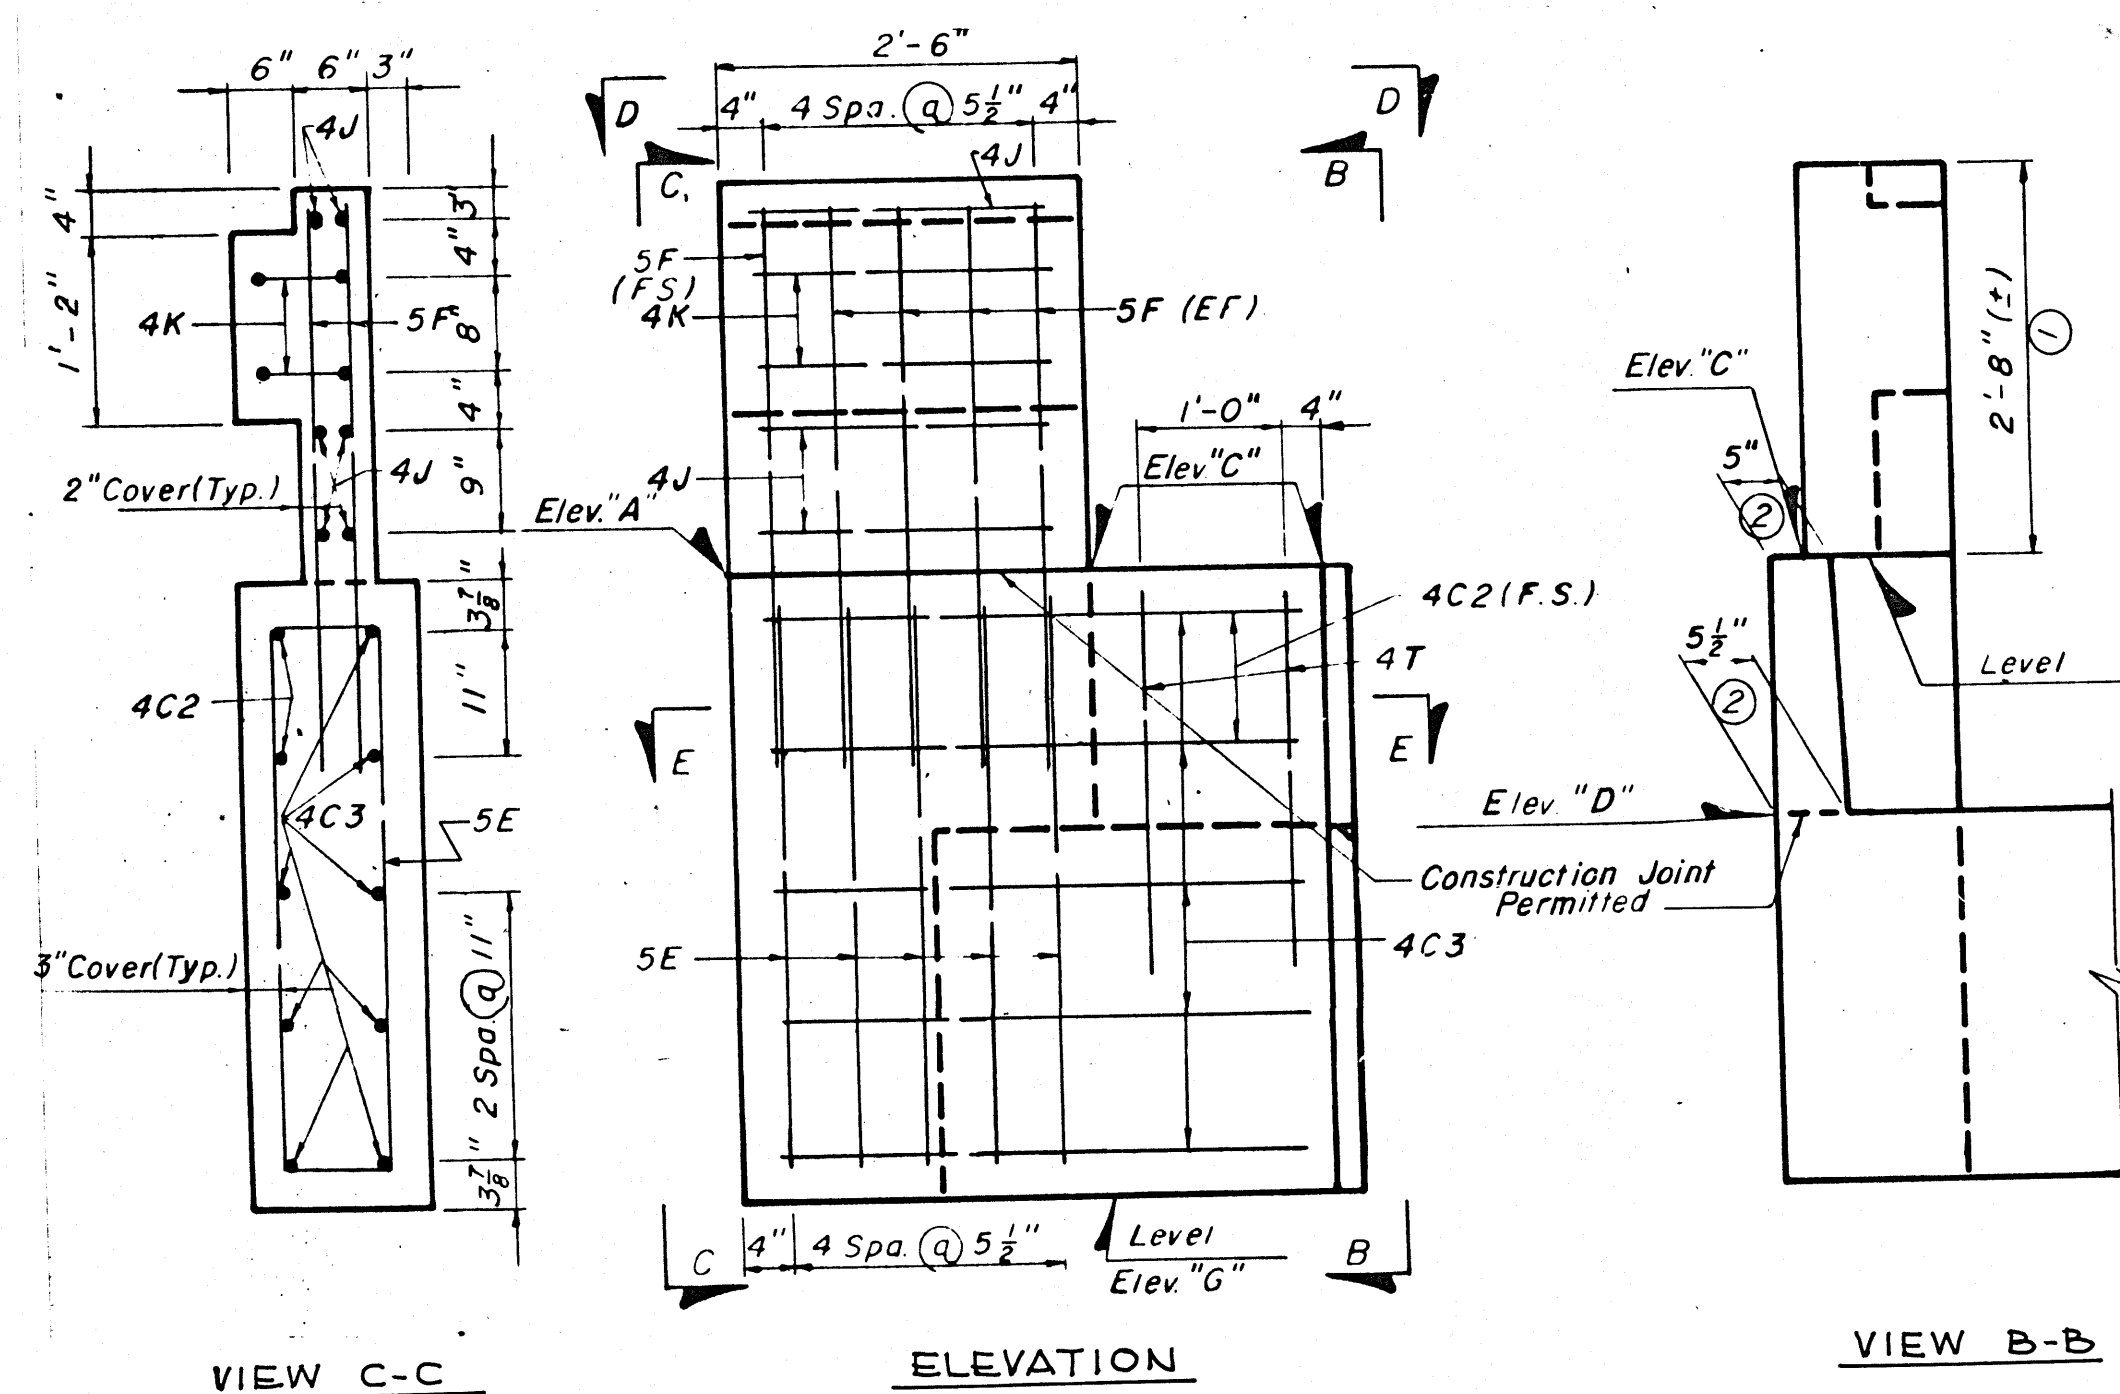 6" 6" 3"
4J
4"
1'-2"
3"
4"
8"
4"
9"
3 7/8"
11"
2 Spa. @ 11"
3 7/8"
4K
5F
4J
2" Cover (Typ.)
4C2
4C3
5E
3" Cover (Typ.)
VIEW C-C
2'-6"
4" 4 Spa. @ 5 1/2" 4"
D
D
C
B
4J
5F
(FS)
4K
5F (EF)
1'-0" 4"
Elev. "C"
4J
Elev. "A"
4C2 (F.S.)
4T
E
E
Construction Joint
Permitted
5E
4C3
C
4" 4 Spa. @ 5 1/2"
Level
Elev. "G"
B
ELEVATION
Elev. "C"
5"
2
2'-8" (±)
1
5 1/2"
2
Level
Elev. "D"
VIEW B-B